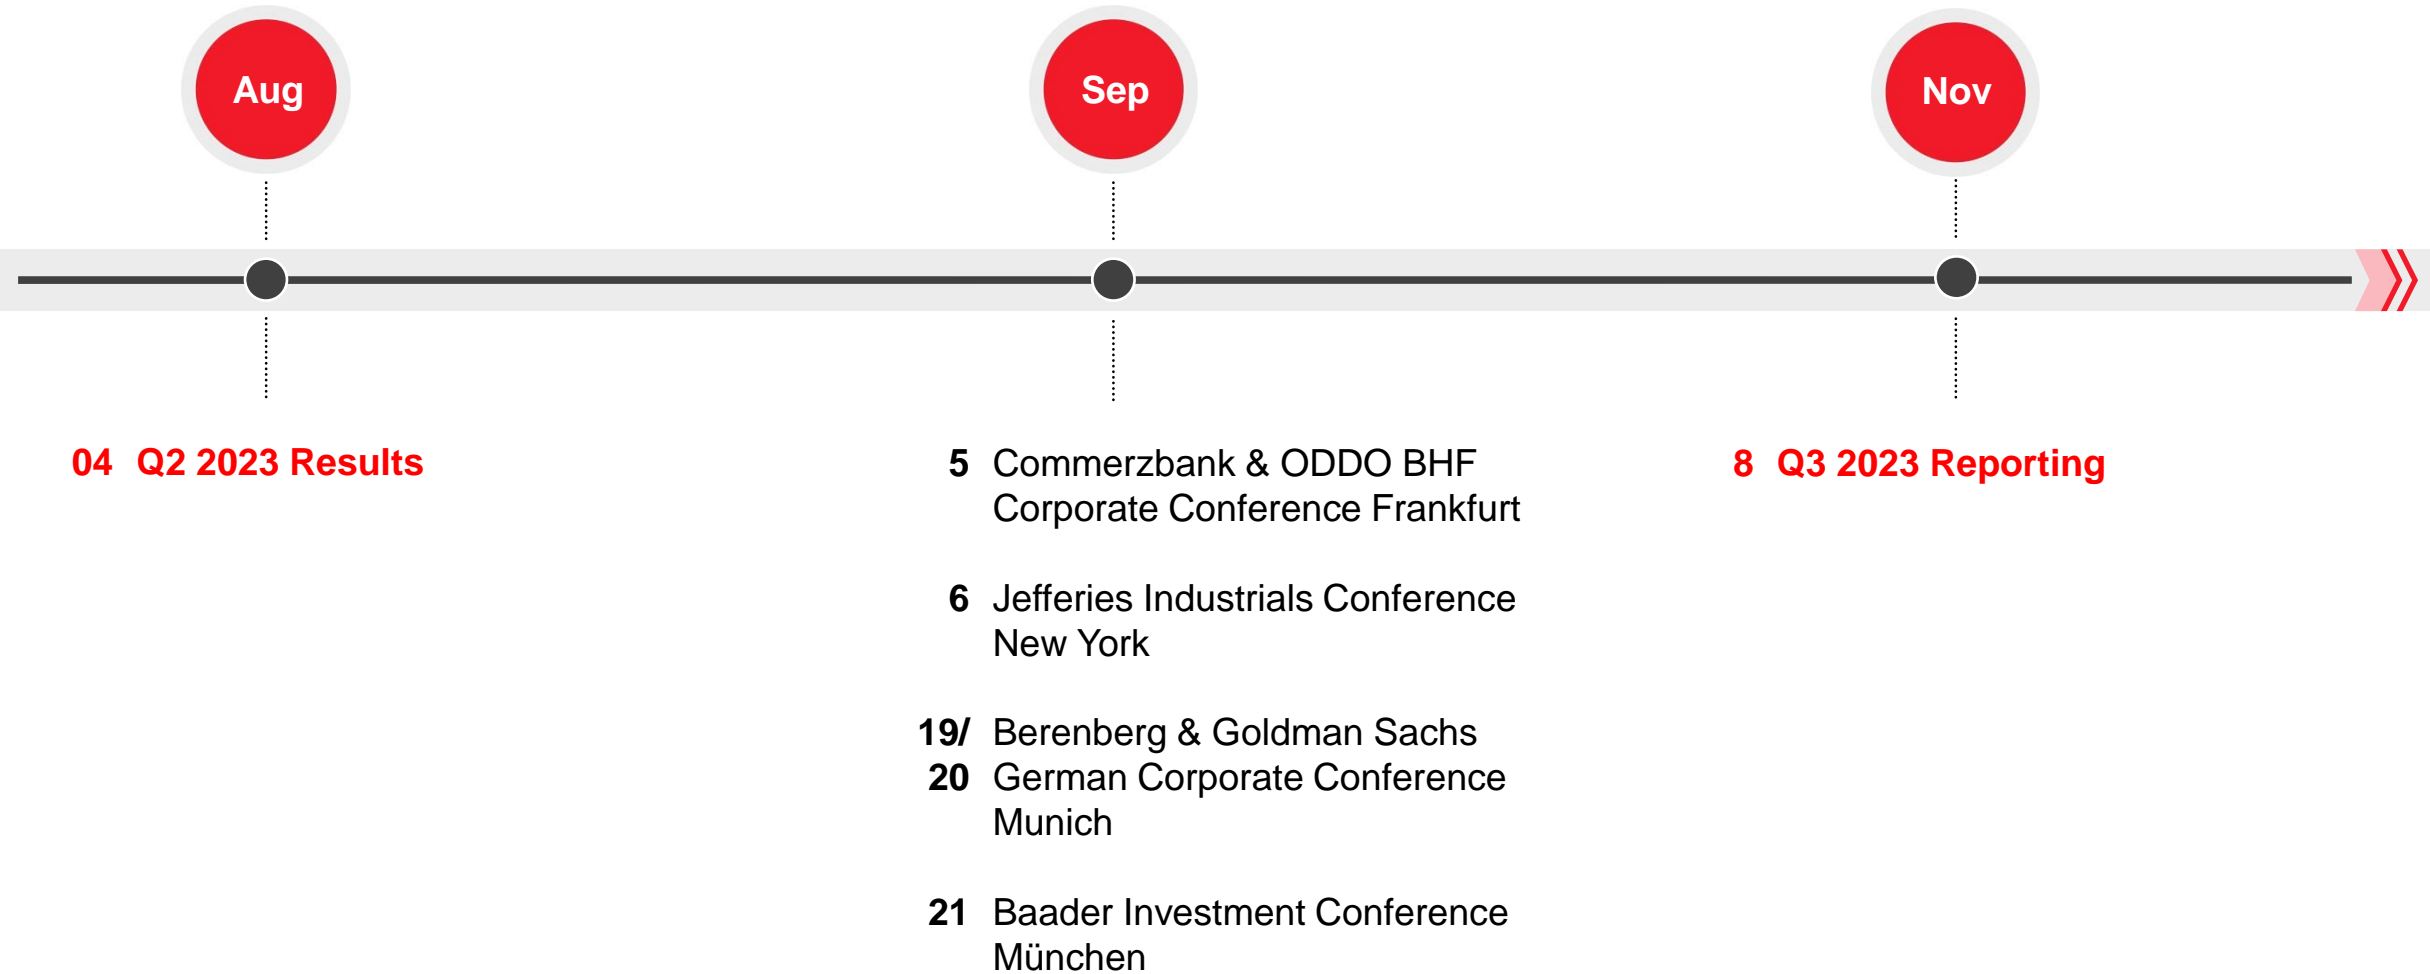 Aug
Sep
Nov
04 Q2 2023 Results
5 Commerzbank & ODDO BHF
Corporate Conference Frankfurt
6 Jefferies Industrials Conference
New York
19/ Berenberg & Goldman Sachs
20 German Corporate Conference
Munich
21 Baader Investment Conference
München
8 Q3 2023 Reporting